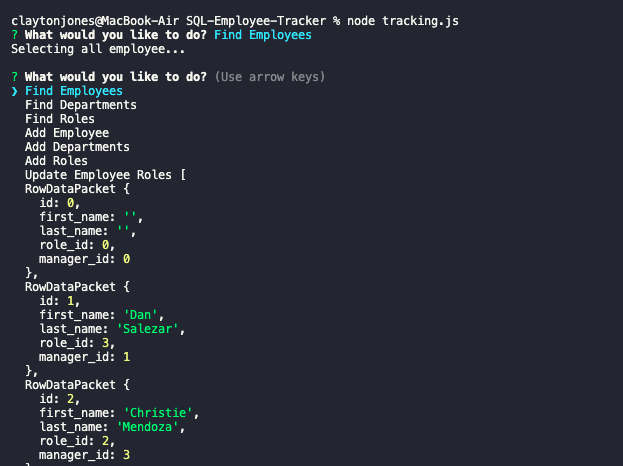 claytonjones@MacBook-Air SQL-Employee-Tracker % node tracking.js
? What would you like to do? Find Employees
Selecting all employee...
? What would you like to do? (Use arrow keys)
❯ Find Employees
Find Departments
Find Roles
Add Employee
Add Departments
Add Roles
Update Employee Roles [
RowDataPacket {
id: 0,
first_name: '',
last_name: '',
role_id: 0,
manager_id: 0
},
RowDataPacket {
id: 1,
first_name: 'Dan',
last_name: 'Salezar',
role_id: 3,
manager_id: 1
},
RowDataPacket {
id: 2,
first_name: 'Christie',
last_name: 'Mendoza',
role_id: 2,
manager_id: 3
},